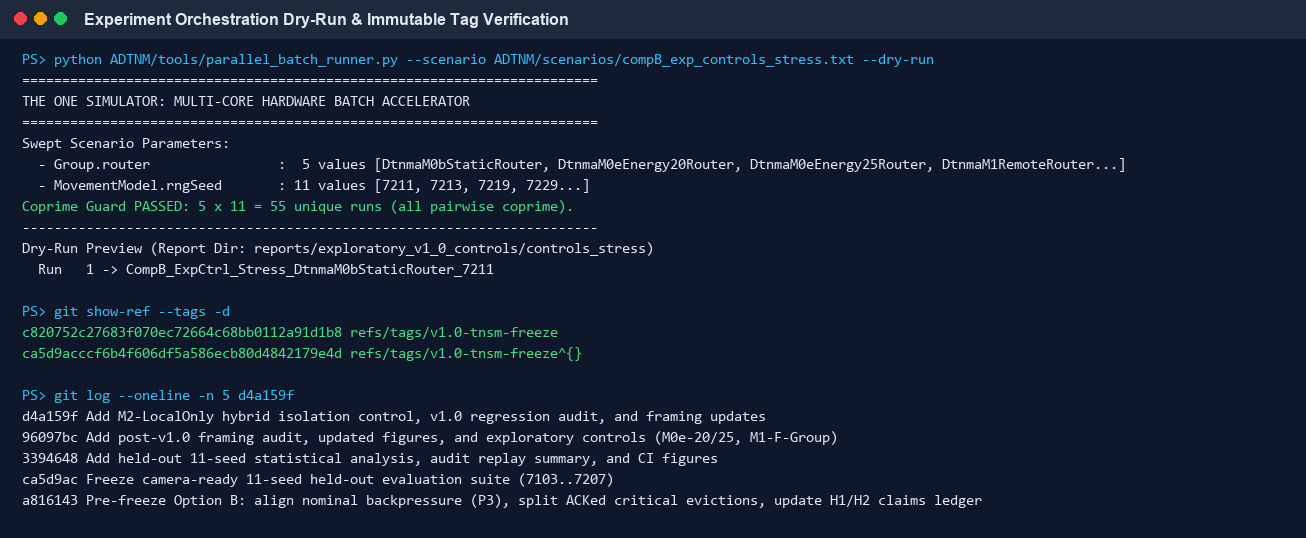 Experiment Orchestration Dry-Run & Immutable Tag Verification
PS> python ADTNM/tools/parallel_batch_runner.py --scenario ADTNM/scenarios/compB_exp_controls_stress.txt --dry-run
========================================================================
THE ONE SIMULATOR: MULTI-CORE HARDWARE BATCH ACCELERATOR
========================================================================
Swept Scenario Parameters:
  - Group.router                :  5 values [DtnmaM0bStaticRouter, DtnmaM0eEnergy20Router, DtnmaM0eEnergy25Router, DtnmaM1RemoteRouter...]
  - MovementModel.rngSeed       : 11 values [7211, 7213, 7219, 7229...]
Coprime Guard PASSED: 5 x 11 = 55 unique runs (all pairwise coprime).
------------------------------------------------------------------------
Dry-Run Preview (Report Dir: reports/exploratory_v1_0_controls/controls_stress)
  Run   1 -> CompB_ExpCtrl_Stress_DtnmaM0bStaticRouter_7211
PS> git show-ref --tags -d
c820752c27683f070ec72664c68bb0112a91d1b8 refs/tags/v1.0-tnsm-freeze
ca5d9acccf6b4f606df5a586ecb80d4842179e4d refs/tags/v1.0-tnsm-freeze^{}
PS> git log --oneline -n 5 d4a159f
d4a159f Add M2-LocalOnly hybrid isolation control, v1.0 regression audit, and framing updates
96097bc Add post-v1.0 framing audit, updated figures, and exploratory controls (M0e-20/25, M1-F-Group)
3394648 Add held-out 11-seed statistical analysis, audit replay summary, and CI figures
ca5d9ac Freeze camera-ready 11-seed held-out evaluation suite (7103..7207)
a816143 Pre-freeze Option B: align nominal backpressure (P3), split ACKed critical evictions, update H1/H2 claims ledger